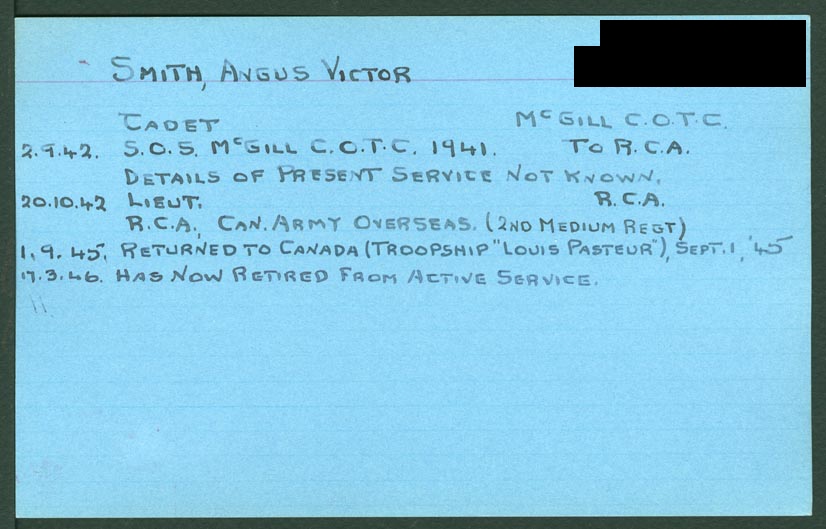 SMITH, ANGUS VICTOR
CADET McGILL C.O.T.C.
2.9.42. S.O.S. McGILL C.O.T.C. 1941. TO R.C.A.
DETAILS OF PRESENT SERVICE NOT KNOWN.
20.10.42 LIEUT. R.C.A.
R.C.A., CAN. ARMY OVERSEAS. (2ND MEDIUM REGT)
1.9.45. RETURNED TO CANADA (TROOPSHIP "LOUIS PASTEUR"), SEPT. 1, '45
17.3.46. HAS NOW RETIRED FROM ACTIVE SERVICE.
"